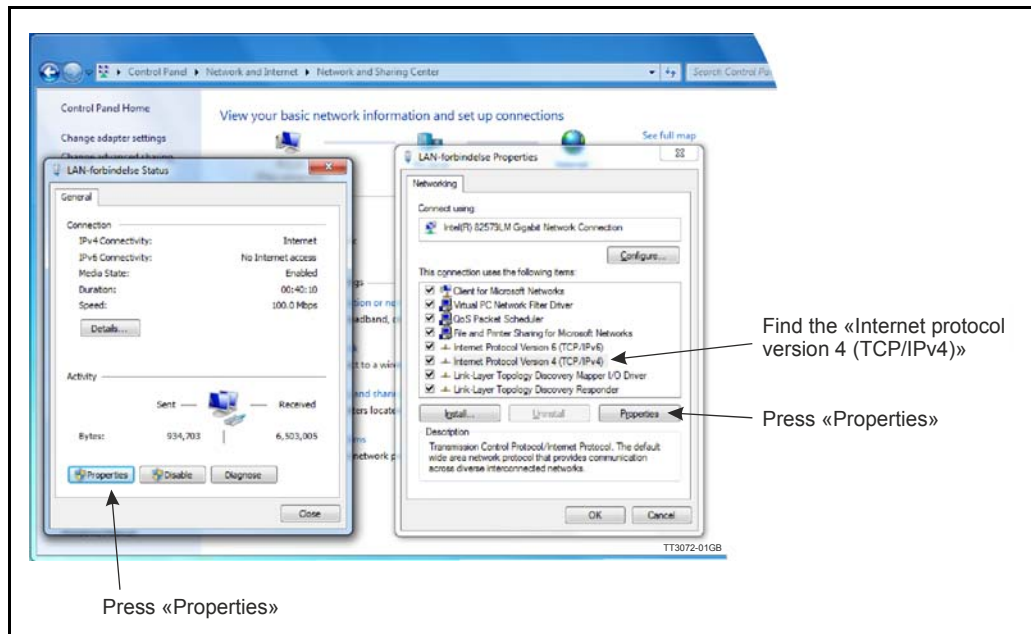 Control Panel ▸ Network and Internet ▸ Network and Sharing Center
Search Control Pa
Control Panel Home
Change adapter settings
Change advanced sharing
View your basic network information and set up connections
See full map
LAN-forbindelse Status
General
Connection
IPv4 Connectivity: Internet
IPv6 Connectivity: No Internet access
Media State: Enabled
Duration: 00:40:10
Speed: 100.0 Mbps
Details...
Activity
Sent — — Received
Bytes: 934,703 | 6,503,005
Properties Disable Diagnose
Close
LAN-forbindelse Properties
Networking
Connect using:
Intel(R) 82573LM Gigabit Network Connection
Configure...
This connection uses the following items:
Client for Microsoft Networks
Virtual PC Network Filter Driver
QoS Packet Scheduler
File and Printer Sharing for Microsoft Networks
Internet Protocol Version 6 (TCP/IPv6)
Internet Protocol Version 4 (TCP/IPv4)
Link-Layer Topology Discovery Mapper I/O Driver
Link-Layer Topology Discovery Responder
Install... Uninstall Properties
Description
Transmission Control Protocol/Internet Protocol. The default
wide area network protocol that provides communication
across diverse interconnected networks.
OK Cancel
Find the «Internet protocol
version 4 (TCP/IPv4)»
Press «Properties»
TT3072-01GB
Press «Properties»